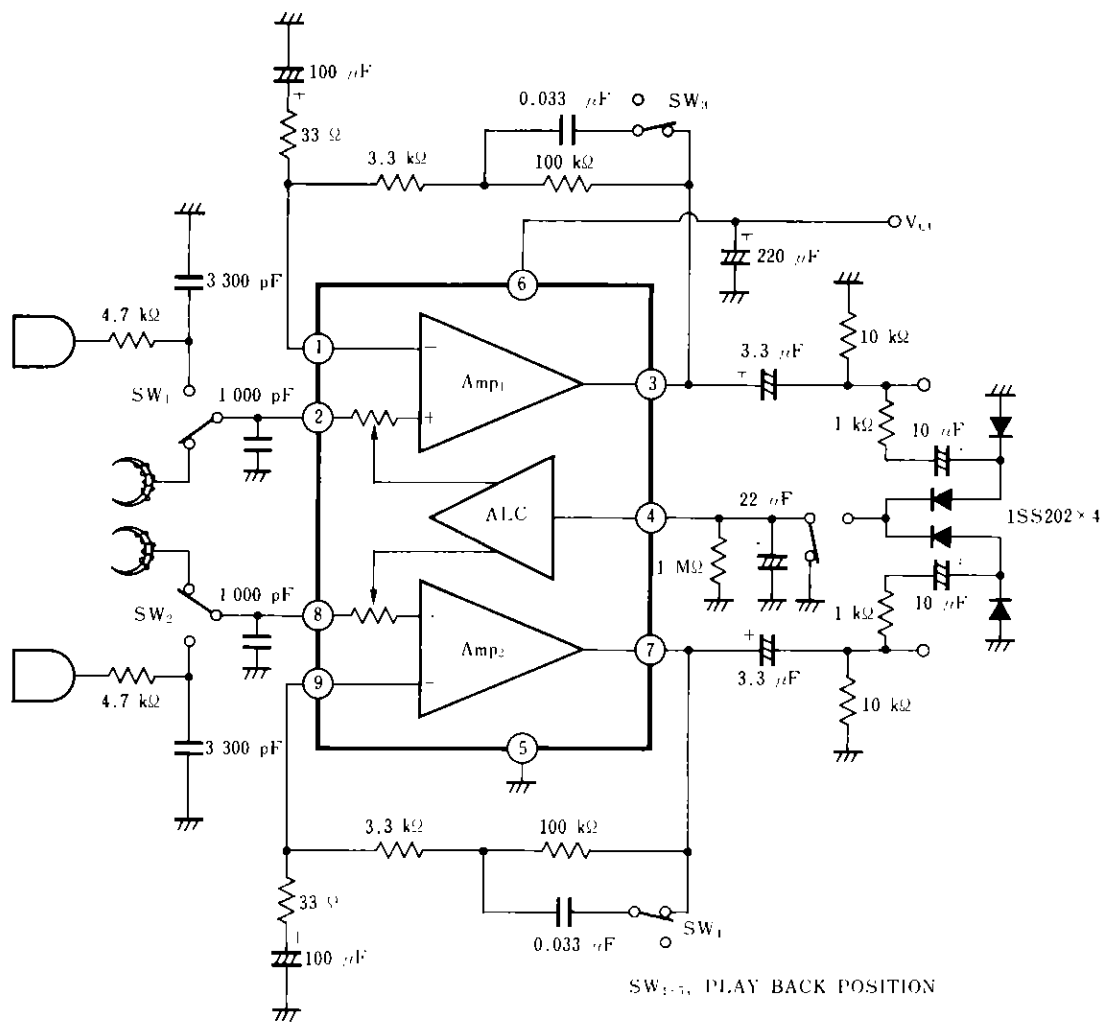 100 μF
+
33 Ω
0.033 μF
SW₃
3.3 kΩ
100 kΩ
+
220 μF
3 300 pF
4.7 kΩ
6
10 kΩ
1
Amp₁
−
+
3
3.3 μF
+
SW₁
1 000 pF
2
1 kΩ
10 μF
ALC
4
22 μF
1SS202×4
1 MΩ
1 000 pF
8
SW₂
10 μF
1 kΩ
Amp₂
7
+
3.3 μF
9
−
4.7 kΩ
10 kΩ
3 300 pF
5
3.3 kΩ
100 kΩ
33 Ω
0.033 μF
100 μF
PLAY BACK POSITION